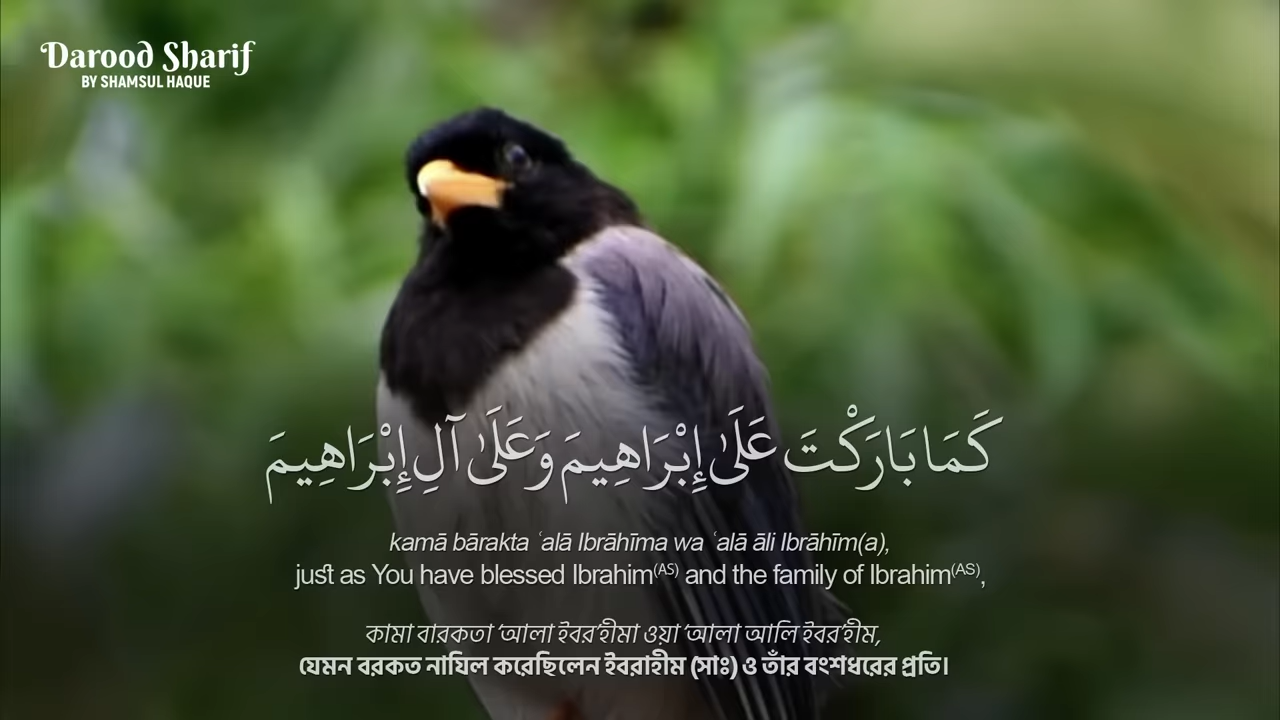 Darood Sharif
BY SHAMSUL HAQUE
كَمَا بَارَكْتَ عَلَىٰ إِبْرَاهِيمَ وَعَلَىٰ آلِ إِبْرَاهِيمَ
kamā bārakta ʿalā Ibrāhīma wa ʿalā āli Ibrāhīm(a),
just as You have blessed Ibrahim(AS) and the family of Ibrahim(AS),
কামা বারকতা ‘আলা ইবর’হীমা ওয়া ‘আলা আলি ইবর’হীম,
যেমন বরকত নাযিল করেছিলেন ইবরাহীম (সাঃ) ও তাঁর বংশধরের প্রতি।